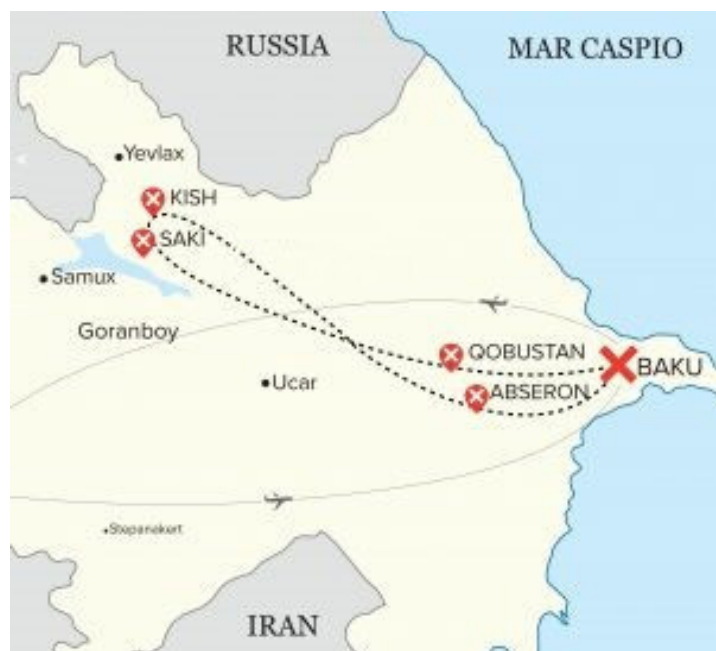 RUSSIA
MAR CASPIO
Yevlax
KISH
SAKI
Samux
Goranboy
QOBUSTAN
BAKU
Ucar
ABSERON
Stepanakert
IRAN